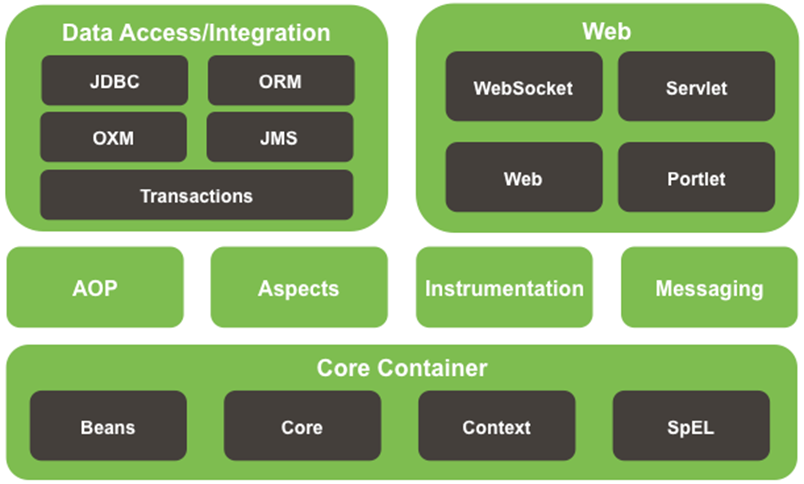 Data Access/Integration
JDBC
ORM
OXM
JMS
Transactions
Web
WebSocket
Servlet
Web
Portlet
AOP
Aspects
Instrumentation
Messaging
Core Container
Beans
Core
Context
SpEL